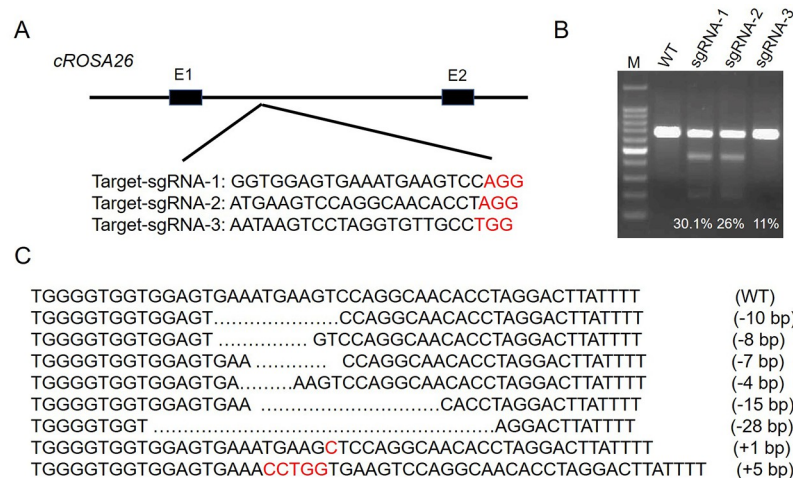 A
cROSA26
E1
E2
Target-sgRNA-1: GGTGGAGTGAAATGAAGTCCAGG
Target-sgRNA-2: ATGAAGTCCAGGCAACACCTAGG
Target-sgRNA-3: AATAAGTCCTAGGTGTTGCCTGG
B
M
WT
sgRNA-1
sgRNA-2
sgRNA-3
30.1% 26% 11%
C
TGGGGTGGTGGAGTGAAATGAAGTCCAGGCAACACCTAGGACTTATTTT (WT)
TGGGGTGGTGGAGT.....................CCAGGCAACACCTAGGACTTATTTT (-10 bp)
TGGGGTGGTGGAGT ............... GTCCAGGCAACACCTAGGACTTATTTT (-8 bp)
TGGGGTGGTGGAGTGAA ............ CCAGGCAACACCTAGGACTTATTTT (-7 bp)
TGGGGTGGTGGAGTGA.........AAGTCCAGGCAACACCTAGGACTTATTTT (-4 bp)
TGGGGTGGTGGAGTGAA .............................. CACCTAGGACTTATTTT (-15 bp)
TGGGGTGGT .........................................................AGGACTTATTTT (-28 bp)
TGGGGTGGTGGAGTGAAATGAAGCTCCAGGCAACACCTAGGACTTATTTT (+1 bp)
TGGGGTGGTGGAGTGAAACCTGGTGAAGTCCAGGCAACACCTAGGACTTATTTT (+5 bp)